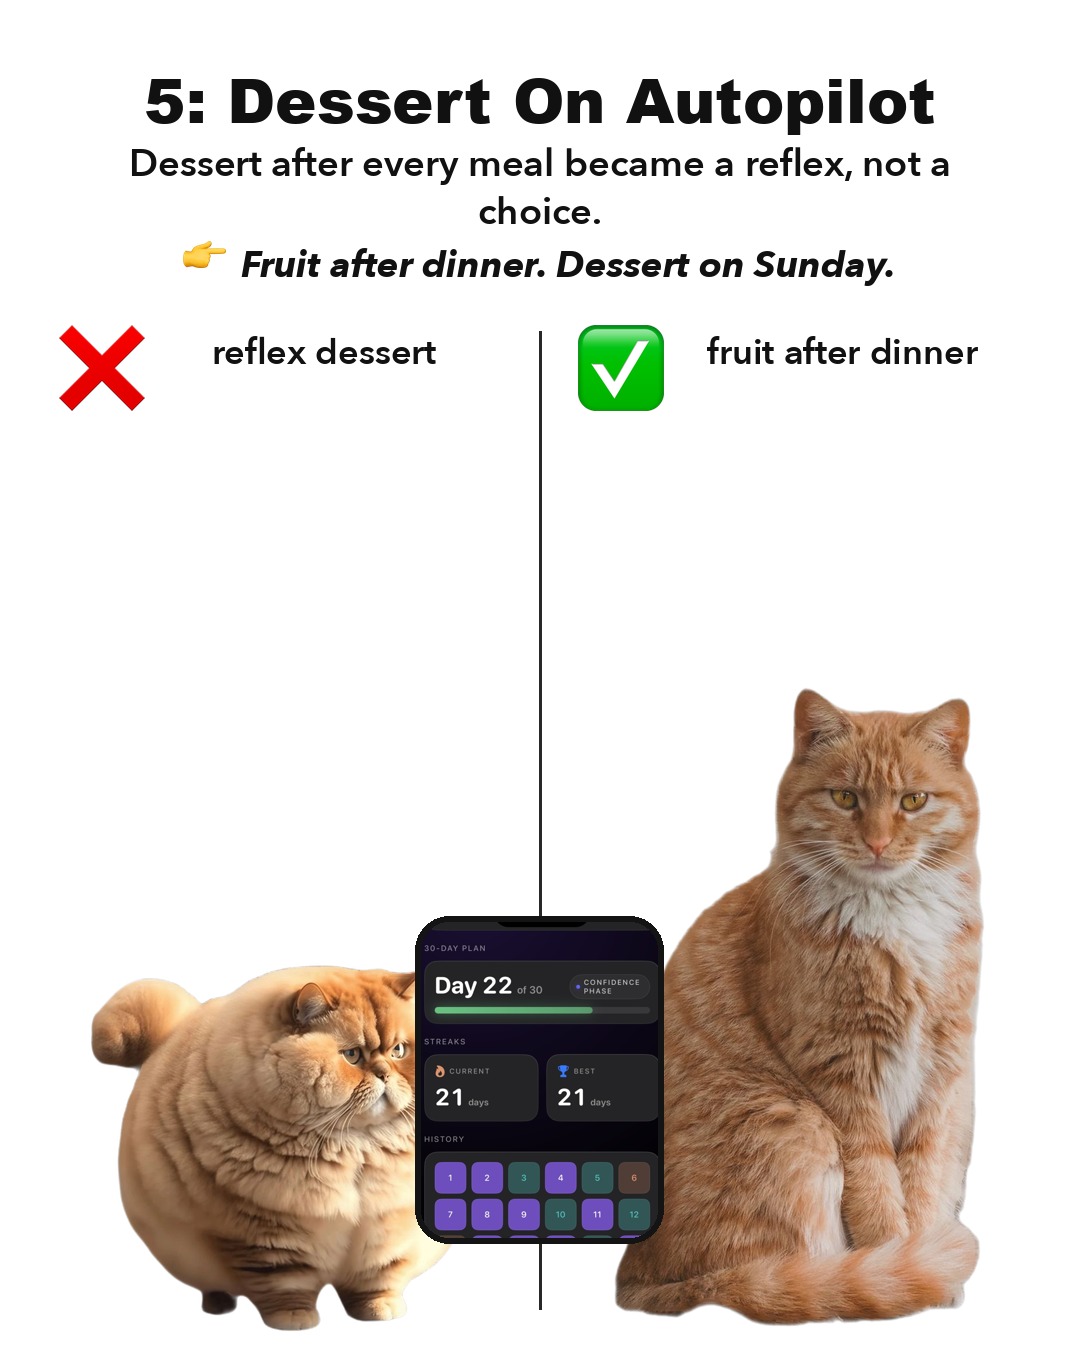 5: Dessert On Autopilot
Dessert after every meal became a reflex, not a
choice.
👉 Fruit after dinner. Dessert on Sunday.
❌ reflex dessert
✅ fruit after dinner
30-DAY PLAN
Day 22 of 30
CONFIDENCE
PHASE
STREAKS
CURRENT
21 days
BEST
21 days
HISTORY
1 2 3 4 5 6
7 8 9 10 11 12